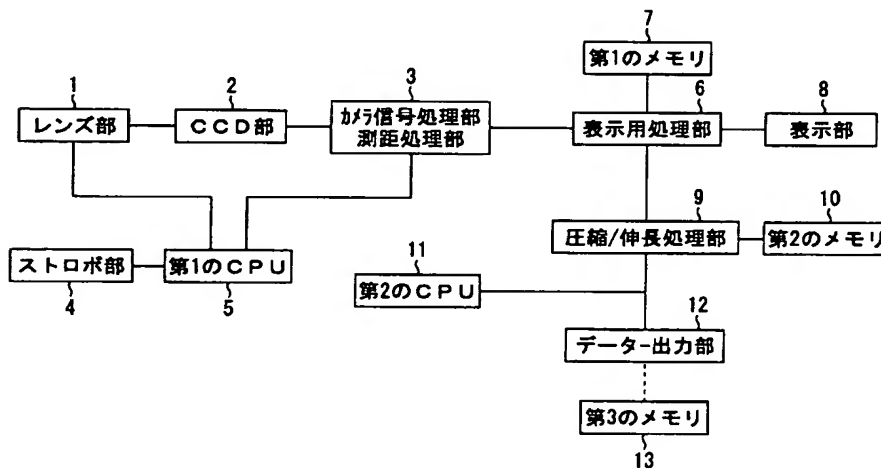 7
第1のメモリ
1
2
3
6
8
レンズ部
CCD部
カメラ信号処理部
測距処理部
表示用処理部
表示部
9
10
圧縮/伸長処理部
第2のメモリ
11
ストロボ部
第1のCPU
第2のCPU
4
5
12
データー出力部
第3のメモリ
13